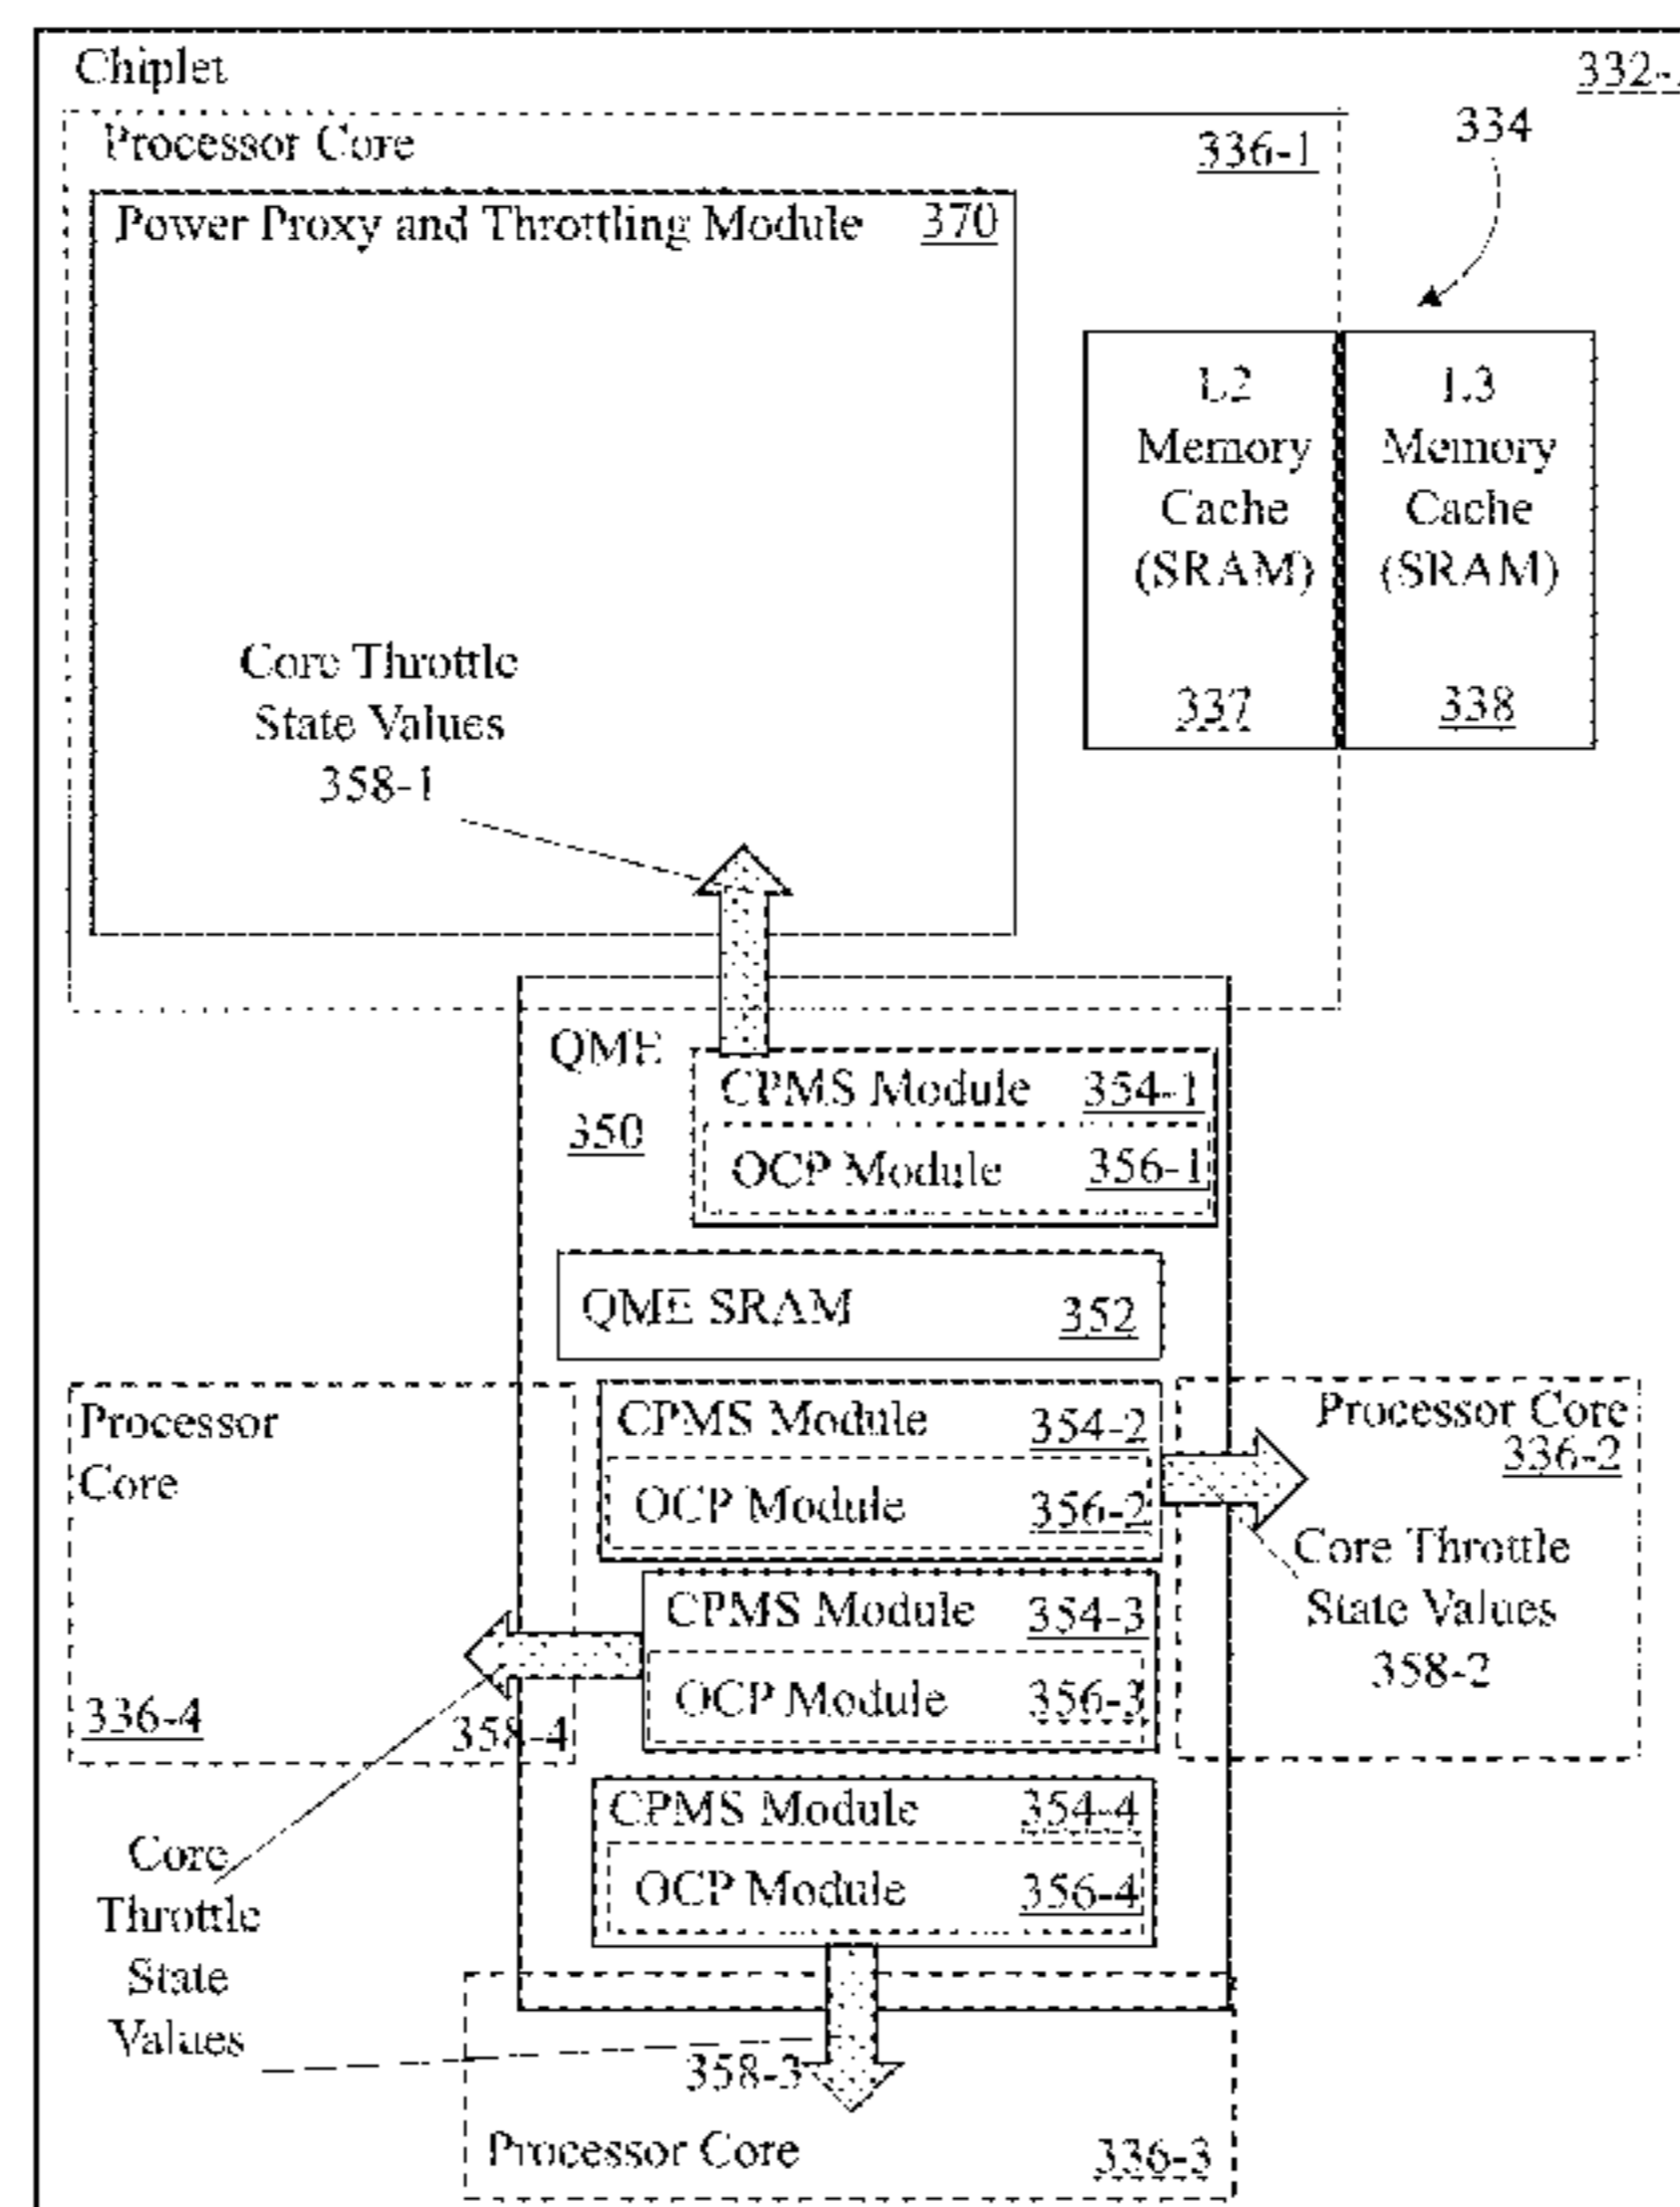 Chiplet
332-
Processor Core
336-1
334
Power Proxy and Throttling Module
370
L2
Memory
Cache
(SRAM)
337
L3
Memory
Cache
(SRAM)
338
Core Throttle
State Values
358-1
QME
350
CPMS Module 354-1
OCP Module 356-1
QME SRAM 352
Processor
Core
336-4
CPMS Module 354-2
OCP Module 356-2
Processor Core
336-2
Core Throttle
State Values
358-2
CPMS Module 354-3
OCP Module 356-3
358-4
CPMS Module 354-4
OCP Module 356-4
Core
Throttle
State
Values
358-3
Processor Core 336-3